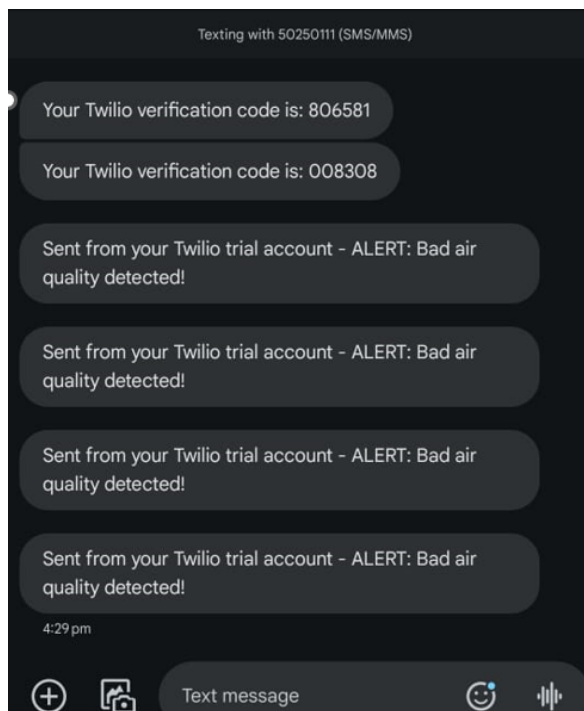 Texting with 50250111 (SMS/MMS)
Your Twilio verification code is: 806581
Your Twilio verification code is: 008308
Sent from your Twilio trial account - ALERT: Bad air
quality detected!
Sent from your Twilio trial account - ALERT: Bad air
quality detected!
Sent from your Twilio trial account - ALERT: Bad air
quality detected!
Sent from your Twilio trial account - ALERT: Bad air
quality detected!
4:29 pm
Text message